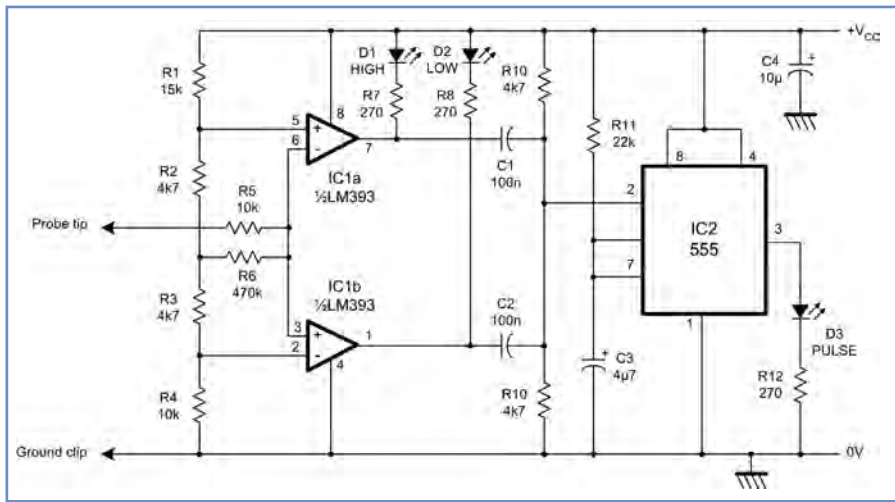 +VCC
D1
HIGH
D2
LOW
C4
10µ
+
R1
15k
R7
270
R8
270
R10
4k7
R11
22k
5
+
8
6
-
7
IC1a
½LM393
C1
100n
R2
4k7
8
4
R5
10k
2
Probe tip
IC2
555
3
R6
470k
7
IC1b
½LM393
C2
100n
R3
4k7
3
+
1
2
-
4
1
D3
PULSE
+
C3
4µ7
R4
10k
R10
4k7
R12
270
Ground clip
0V